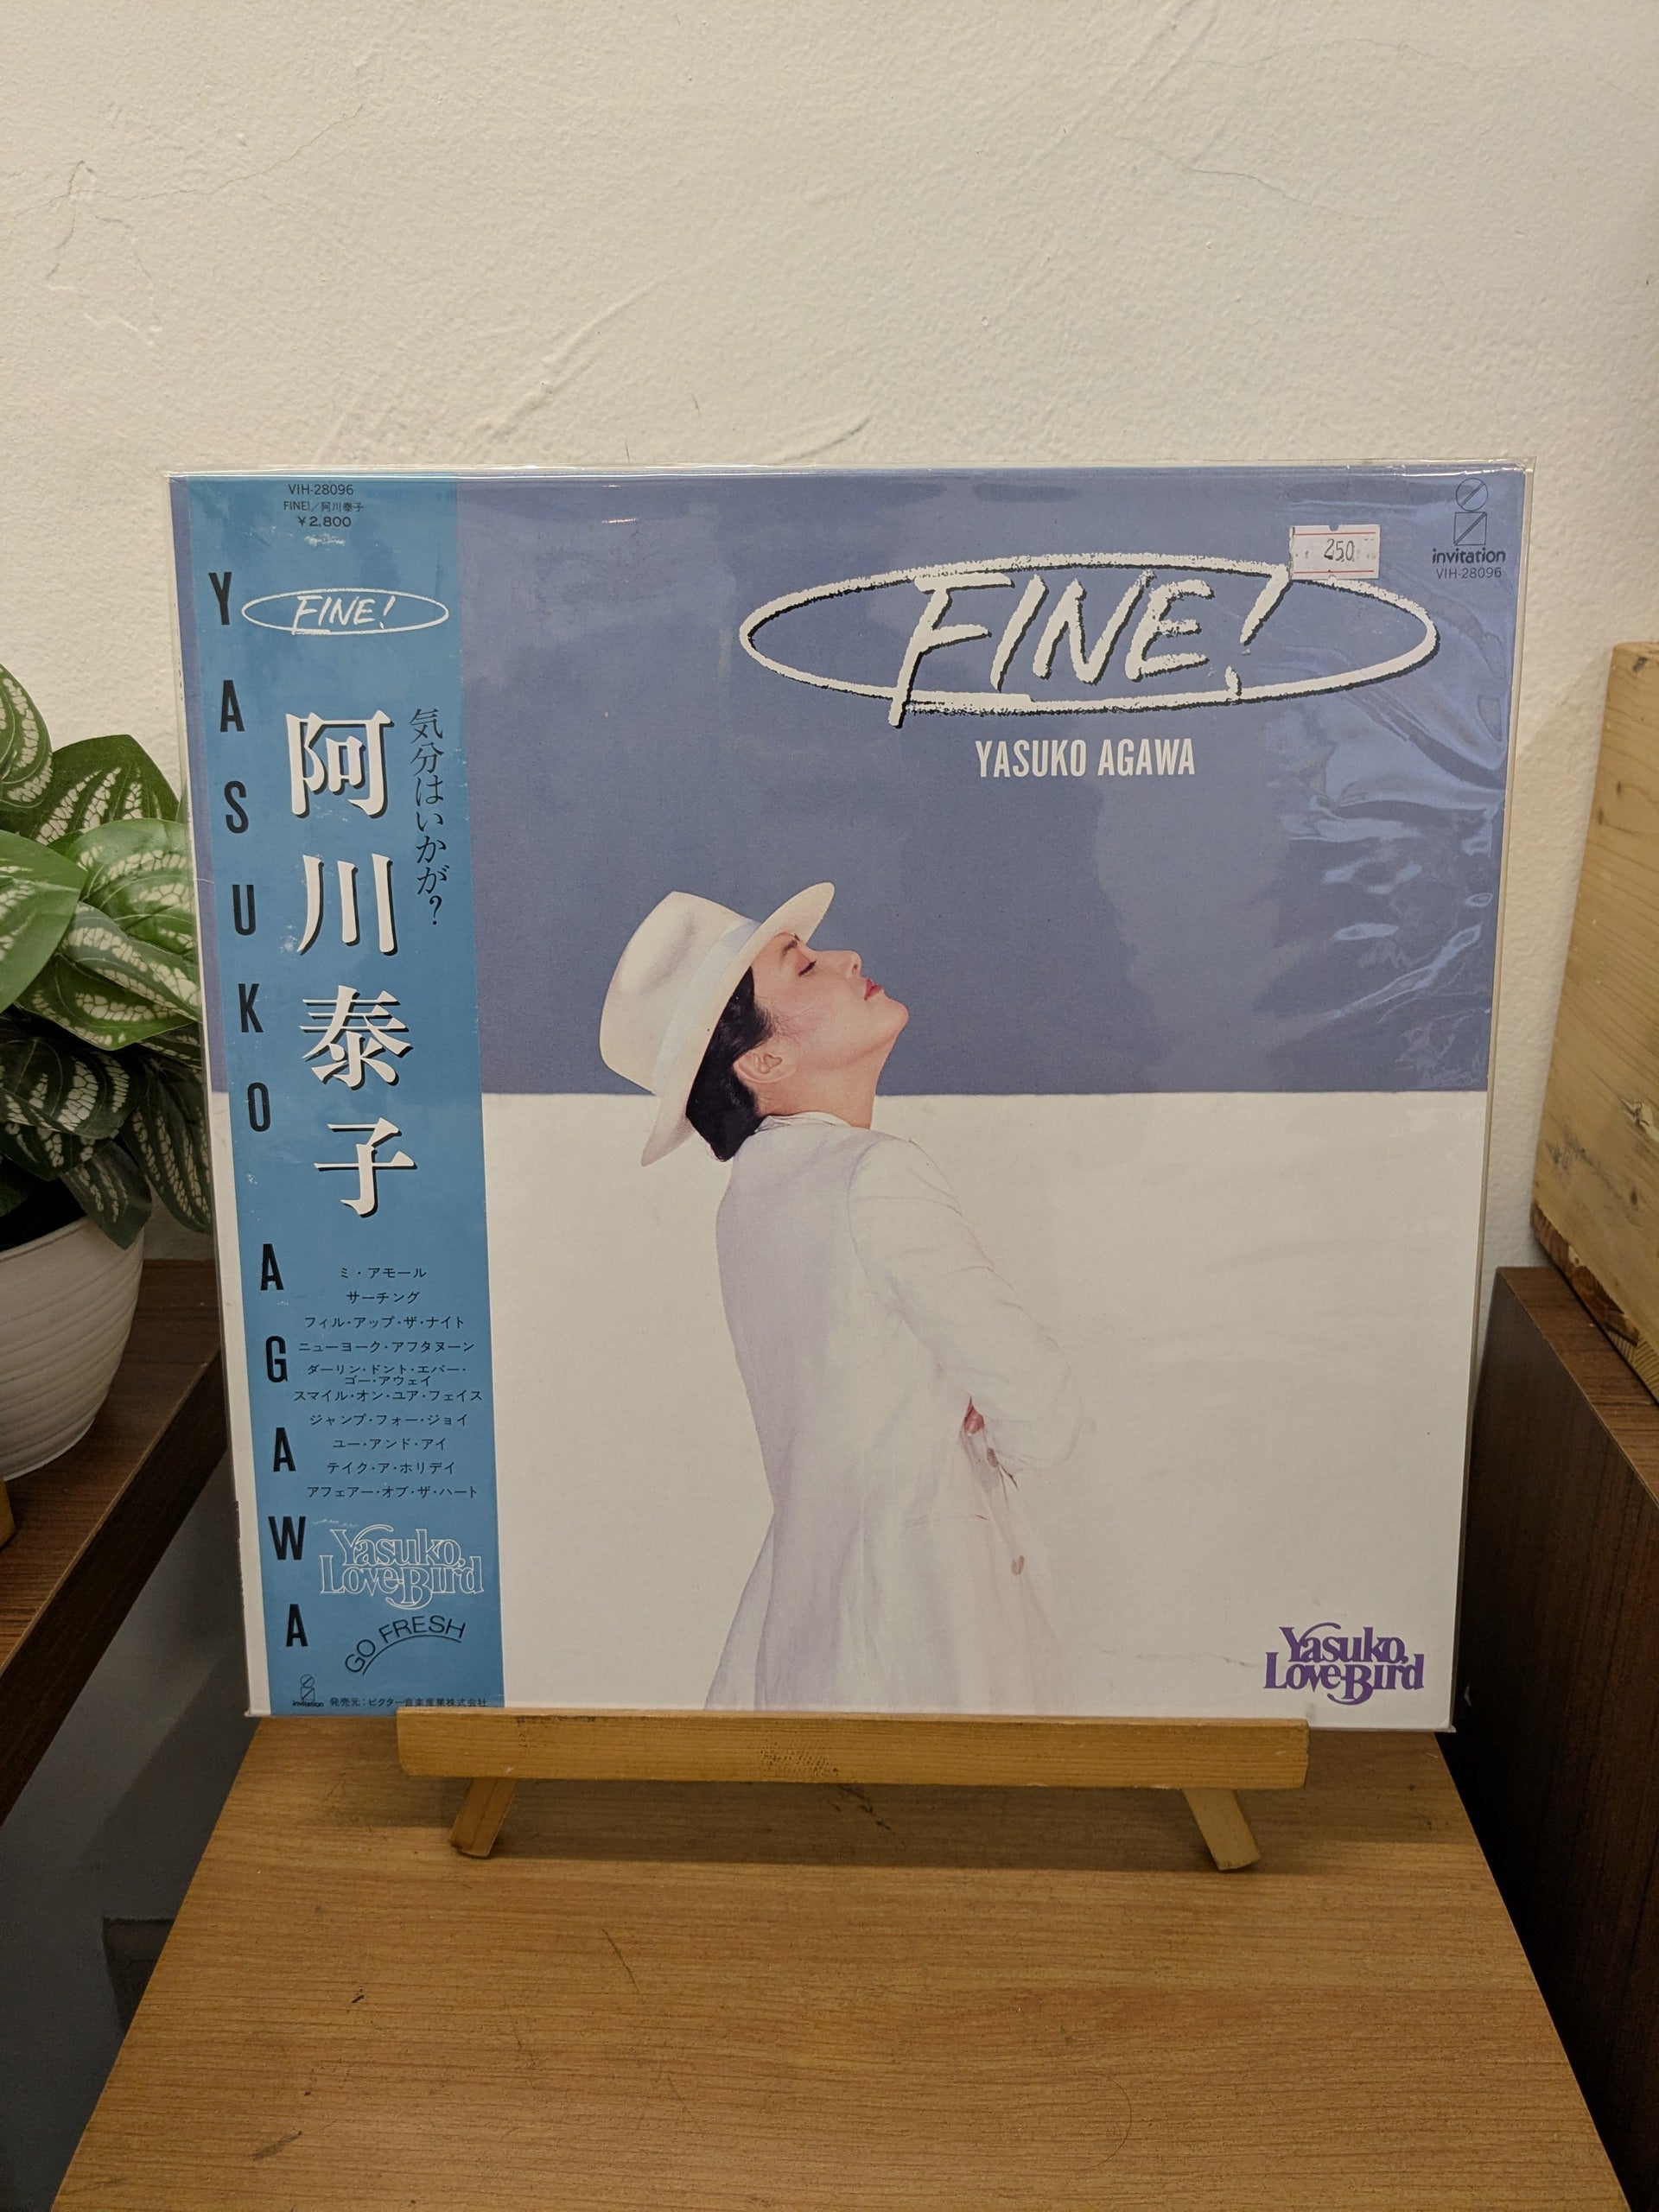 VIH-28096
FINE!／阿川泰子
￥2,800
FINE!
YASUKO AGAWA
気分はいかが?
阿川泰子
ミ・アモール
サーチング
フィル・アップ・ザ・ナイト
ニューヨーク・アフタヌーン
ダーリン・ドント・エバー・
ゴー・アウェイ
スマイル・オン・ユア・フェイス
ジャンプ・フォー・ジョイ
ユー・アンド・アイ
テイク・ア・ホリデイ
アフェアー・オブ・ザ・ハート
Yasuko,
Love-Bird
GO FRESH
invitation
発売元:ビクター音楽産業株式会社
250
invitation
VIH-28096
FINE!
YASUKO AGAWA
Yasuko,
Love-Bird